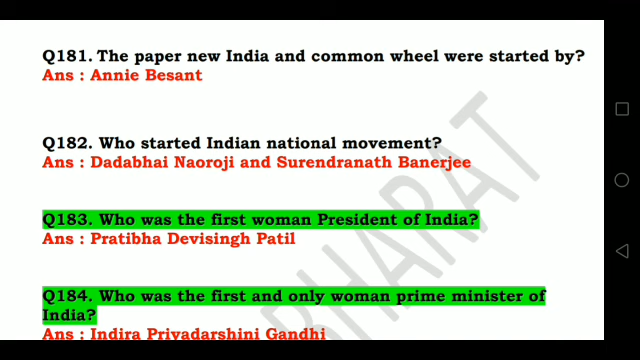 Q181. The paper new India and common wheel were started by?
Ans : Annie Besant
Q182. Who started Indian national movement?
Ans : Dadabhai Naoroji and Surendranath Banerjee
Q183. Who was the first woman President of India?
Ans : Pratibha Devisingh Patil
Q184. Who was the first and only woman prime minister of
India?
Ans : Indira Priyadarshini Gandhi
BHARAT